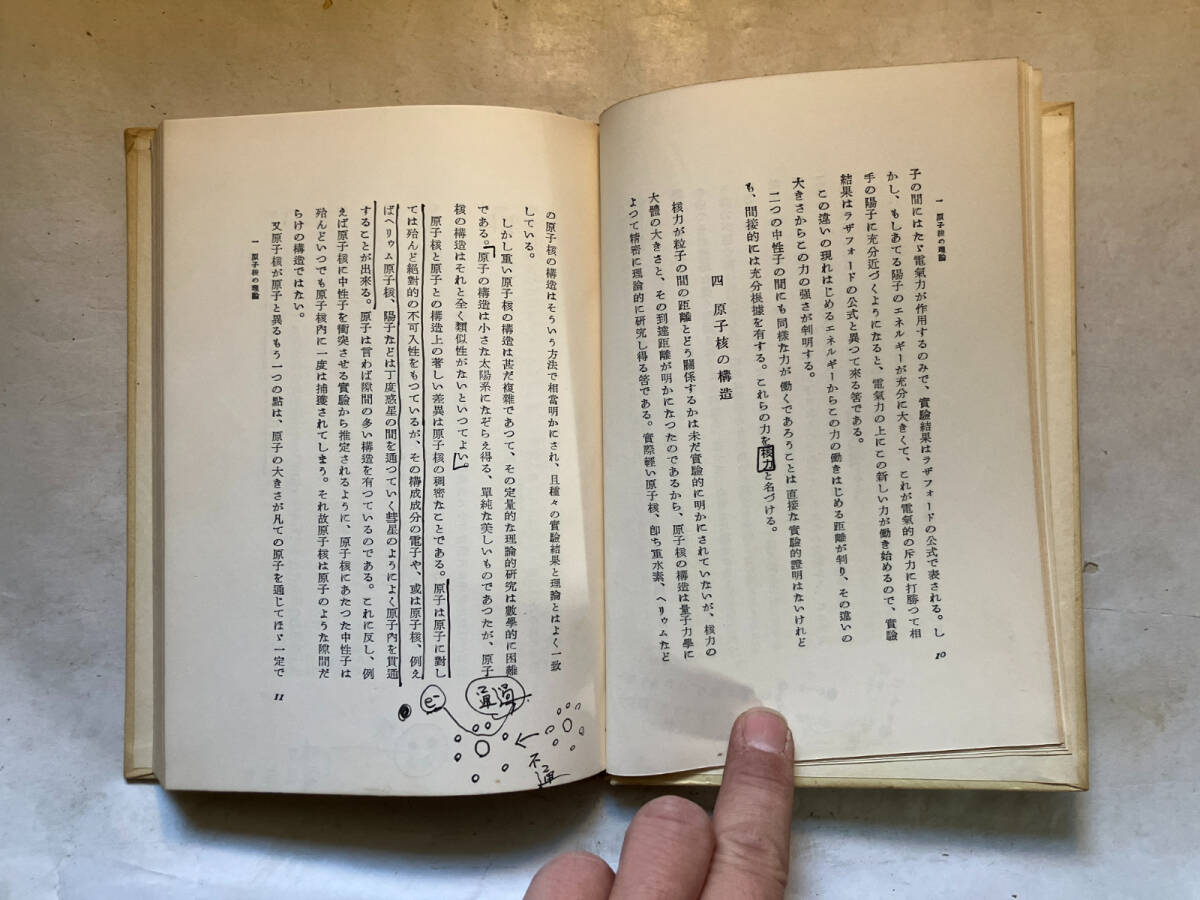 一 原子核の理論
子の間にはたゞ電氣力が作用するのみで、實驗結果はラザフォードの公式で表される。し
かし、もしあてる陽子のエネルギーが充分に大きくて、これが電氣的の斥力に打勝つて相
手の陽子に充分近づくようになると、電氣力の上にこの新しい力が働き始めるので、實驗
結果はラザフォードの公式と異つて來る筈である。
この違いの現れはじめるエネルギーからこの力の働きはじめる距離が判り、その違いの
大きさからこの力の强さが判明する。
二つの中性子の間にも同樣な力が働くであろうことは直接な實驗的證明はないけれど
も、間接的には充分根據を有する。これらの力を核力と名づける。
四 原子核の構造
核力が粒子の間の距離とどう關係するかは未だ實驗的に明かにされていないが、核力の
大體の大きさと、その到達距離が明かになつたのであるから、原子核の構造は量子力學に
よつて精密に理論的に硏究し得る筈である。實際輕い原子核、卽ち重水素、ヘリゥムなど
10
の原子核の構造はそういう方法で相當明かにされ、且種々の實驗結果と理論とはよく一致
している。
しかし重い原子核の構造は甚だ複雜であつて、その定量的な理論的硏究は數學的に困難
である。「原子の構造は小さな太陽系になぞらえ得る、單純な美しいものであつたが、原子
核の構造はそれと全く類似性がないといつてよい。」
原子核と原子との構造上の著しい差異は原子核の稠密なことである。原子は原子に對し
ては殆んど絕對的の不可入性をもつているが、その構成成分の電子や、或は原子核、例え
ばヘリゥム原子核、陽子などは丁度惑星の間を通つていく彗星のようによく原子內を貫通
することが出來る。原子は言わば隙間の多い構造を有つているのである。これに反し、例
えば原子核に中性子を衝突させる實驗から推定されるように、原子核にあたつた中性子は
殆んどいつでも原子核內に一度は捕獲されてしまう。それ故原子核は原子のような隙間だ
らけの構造ではない。
又原子核が原子と異るもう一つの點は、原子の大きさが凡ての原子を通じてほゞ一定で
一 原子核の理論
11
e-
不